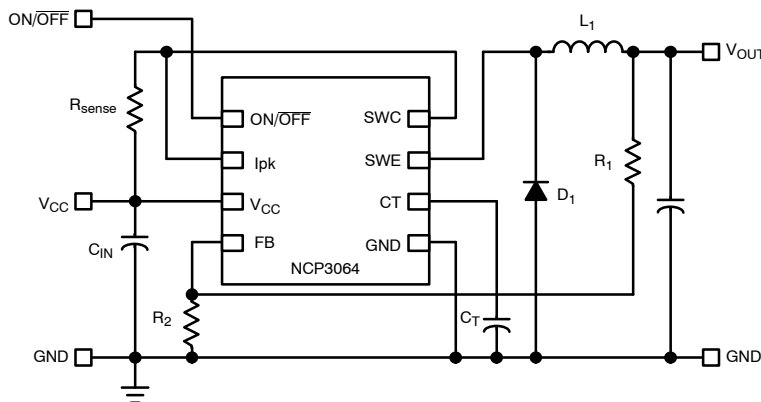 ON/OFF
L1
VOUT
Rsense
ON/OFF
SWC
Ipk
SWE
R1
VCC
VCC
CT
D1
CIN
FB
GND
NCP3064
R2
CT
GND
GND